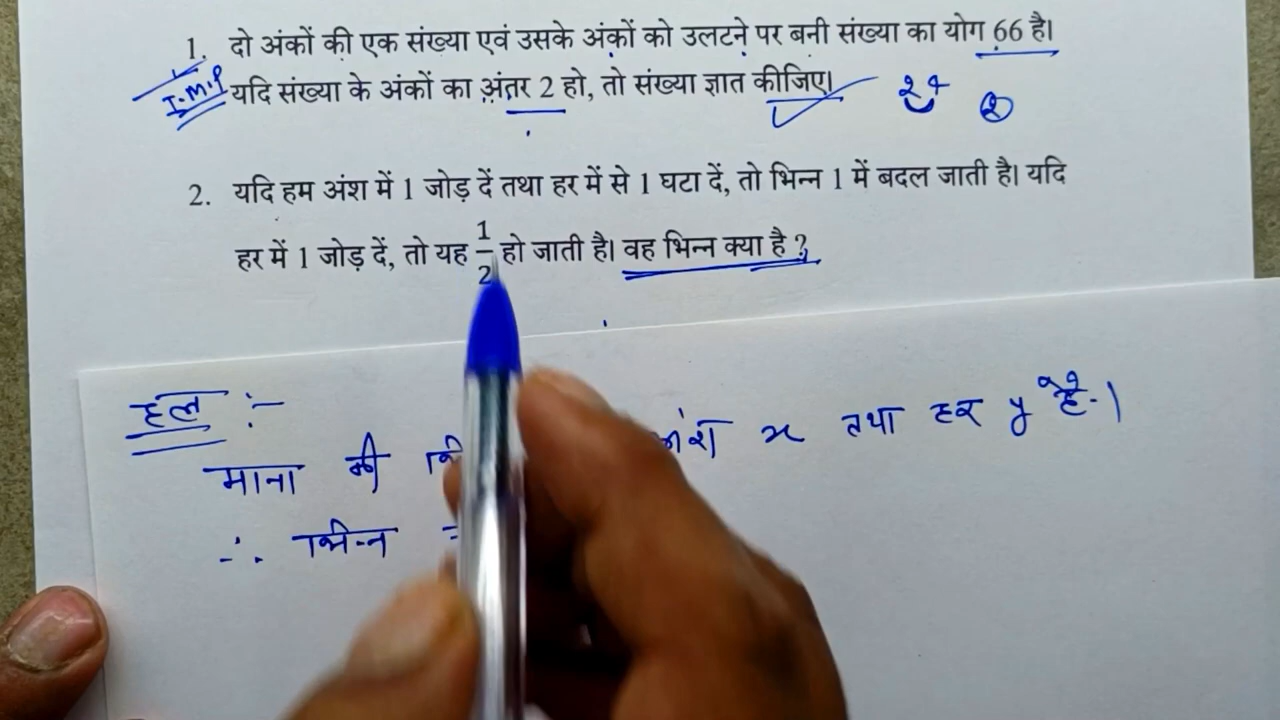 1. दो अंकों की एक संख्या एवं उसके अंकों को उलटने पर बनी संख्या का योग 66 है।
I.M.P यदि संख्या के अंकों का अंतर 2 हो, तो संख्या ज्ञात कीजिए।
2. यदि हम अंश में 1 जोड़ दें तथा हर में से 1 घटा दें, तो भिन्न 1 में बदल जाती है। यदि
हर में 1 जोड़ दें, तो यह 1/2 हो जाती है। वह भिन्न क्या है ?
हल :-
माना की अंश x तथा हर y है।
∴ भिन्न =